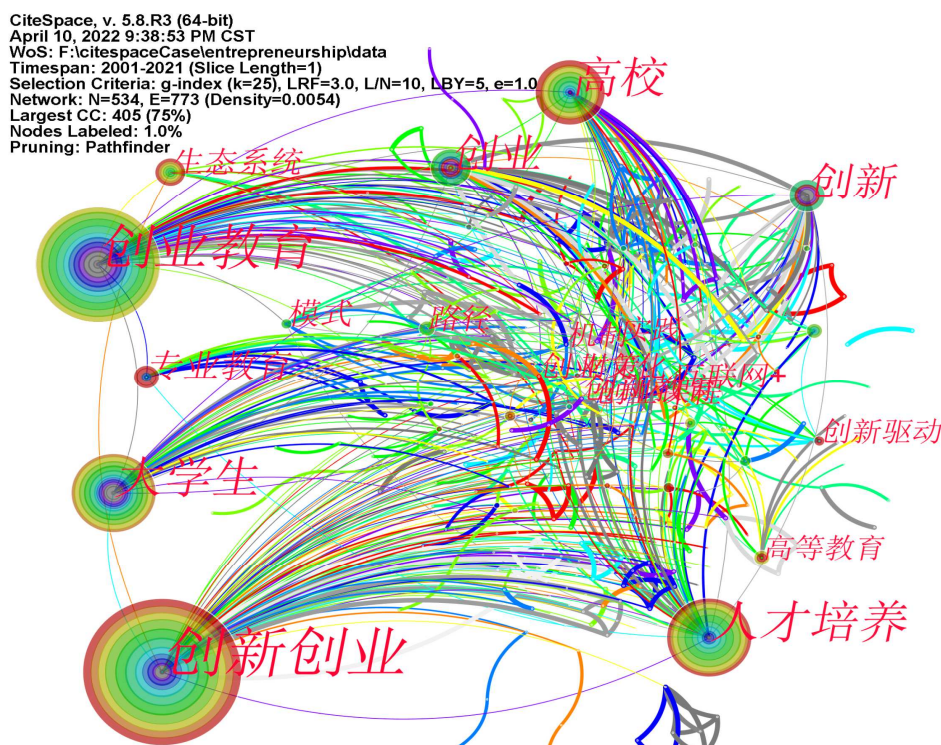 CiteSpace, v. 5.8.R3 (64-bit)
April 10, 2022 9:38:53 PM CST
WoS: F:\citespaceCase\entrepreneurship\data
Timespan: 2001-2021 (Slice Length=1)
Selection Criteria: g-index (k=25), LRF=3.0, L/N=10, LBY=5, e=1.0
Network: N=534, E=773 (Density=0.0054)
Largest CC: 405 (75%)
Nodes Labeled: 1.0%
Pruning: Pathfinder
高校
创业
生态系统
创新
创业教育
模式
路径
专业教育
联网+
创新驱动
大学生
高等教育
人才培养
创新创业